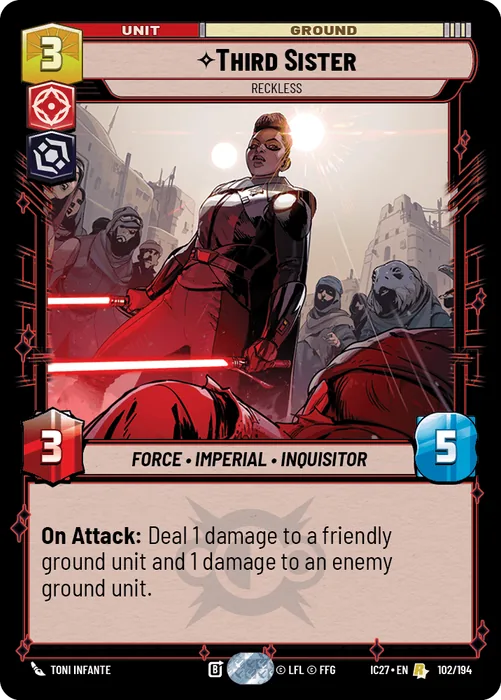 UNIT
GROUND
3
✧Third Sister
RECKLESS
3
FORCE • IMPERIAL • INQUISITOR
5
On Attack: Deal 1 damage to a friendly
ground unit and 1 damage to an enemy
ground unit.
TONI INFANTE
B
© LFL © FFG
IC27•EN
R
102/194